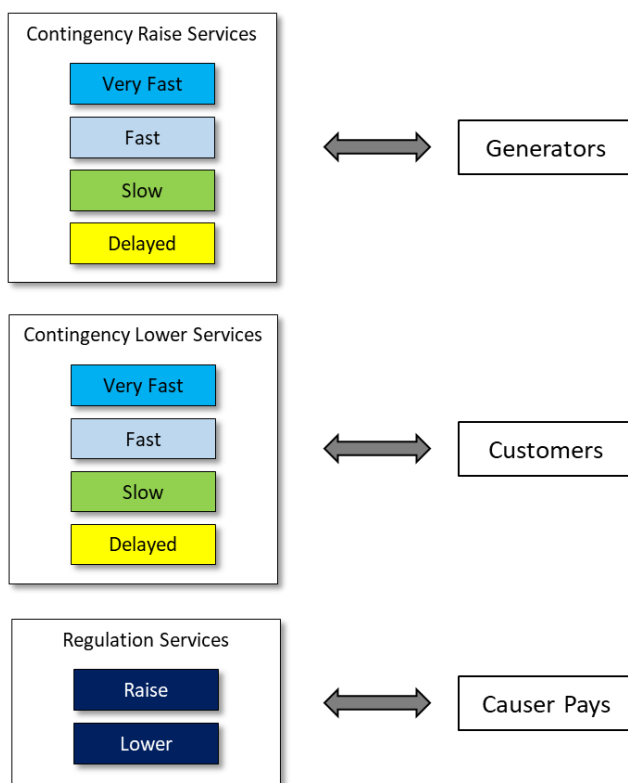 Contingency Raise Services
Very Fast
Fast
Slow
Delayed
Generators
Contingency Lower Services
Very Fast
Fast
Slow
Delayed
Customers
Regulation Services
Raise
Lower
Causer Pays